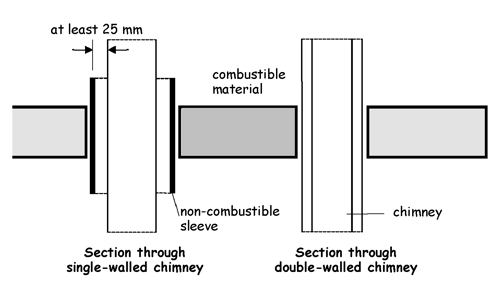 at least 25 mm
combustible
material
non-combustible
sleeve
chimney
Section through
single-walled chimney
Section through
double-walled chimney